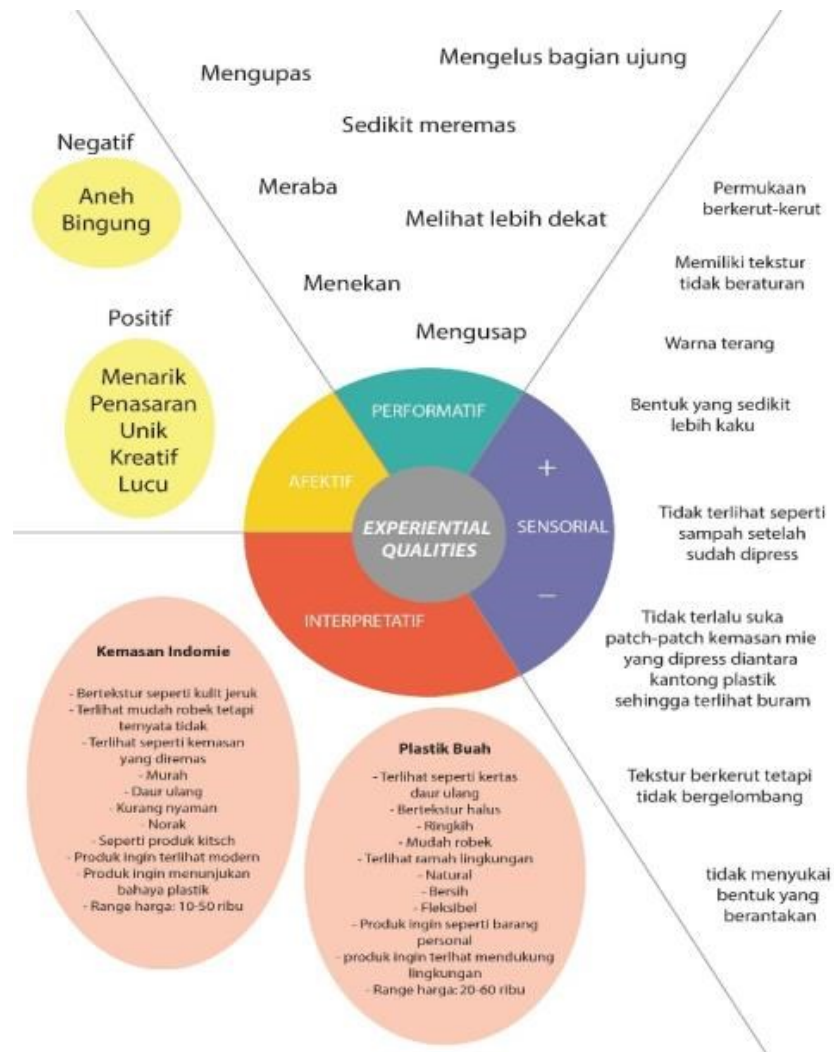 Mengupas
Mengelus bagian ujung
Sedikit meremas
Meraba
Melihat lebih dekat
Menekan
Mengusap
Negatif
Aneh
Bingung
Positif
Menarik
Penasaran
Unik
Kreatif
Lucu
PERFORMATIF
AFEKTIF
EXPERIENTIAL
QUALITIES
+
SENSORIAL
−
INTERPRETATIF
Permukaan
berkerut-kerut
Memiliki tekstur
tidak beraturan
Warna terang
Bentuk yang sedikit
lebih kaku
Tidak terlihat seperti
sampah setelah
sudah dipress
Tidak terlalu suka
patch-patch kemasan mie
yang dipress diantara
kantong plastik
sehingga terlihat buram
Tekstur berkerut tetapi
tidak bergelombang
tidak menyukai
bentuk yang
berantakan
Kemasan Indomie
- Bertekstur seperti kulit jeruk
- Terlihat mudah robek tetapi
ternyata tidak
- Terlihat seperti kemasan
yang diremas
- Murah
- Daur ulang
- Kurang nyaman
- Norak
- Seperti produk kitsch
- Produk ingin terlihat modern
- Produk ingin menunjukan
bahaya plastik
- Range harga: 10-50 ribu
Plastik Buah
- Terlihat seperti kertas
daur ulang
- Bertekstur halus
- Ringkih
- Mudah robek
- Terlihat ramah lingkungan
- Natural
- Bersih
- Fleksibel
- Produk ingin seperti barang
personal
- produk ingin terlihat mendukung
lingkungan
- Range harga: 20-60 ribu